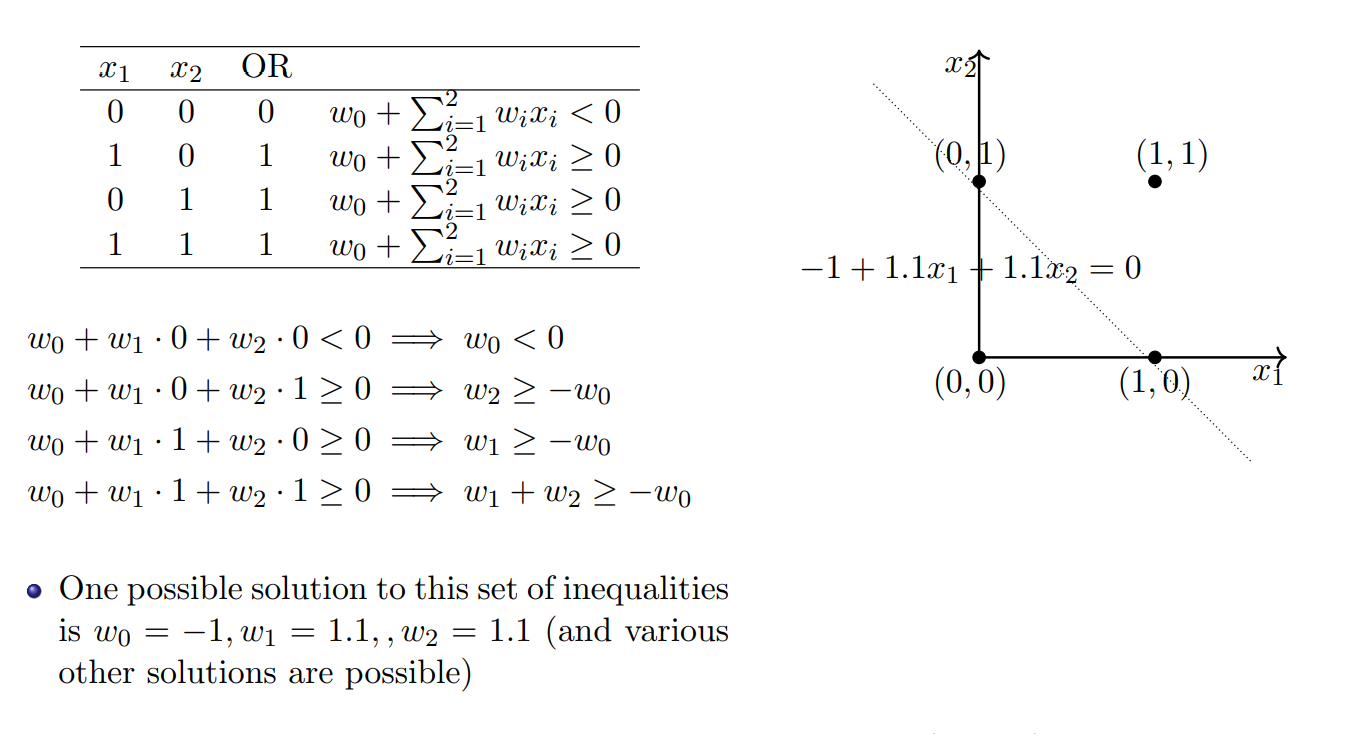 x₁ x₂ OR
0 0 0 w₀ + ∑²ᵢ₌₁ wᵢxᵢ < 0
1 0 1 w₀ + ∑²ᵢ₌₁ wᵢxᵢ ≥ 0
0 1 1 w₀ + ∑²ᵢ₌₁ wᵢxᵢ ≥ 0
1 1 1 w₀ + ∑²ᵢ₌₁ wᵢxᵢ ≥ 0
w₀ + w₁ · 0 + w₂ · 0 < 0 ⟹ w₀ < 0
w₀ + w₁ · 0 + w₂ · 1 ≥ 0 ⟹ w₂ ≥ −w₀
w₀ + w₁ · 1 + w₂ · 0 ≥ 0 ⟹ w₁ ≥ −w₀
w₀ + w₁ · 1 + w₂ · 1 ≥ 0 ⟹ w₁ + w₂ ≥ −w₀
One possible solution to this set of inequalities
is w₀ = −1, w₁ = 1.1, , w₂ = 1.1 (and various
other solutions are possible)
x₂
(0, 1) (1, 1)
−1 + 1.1x₁ + 1.1x₂ = 0
(0, 0) (1, 0) x₁